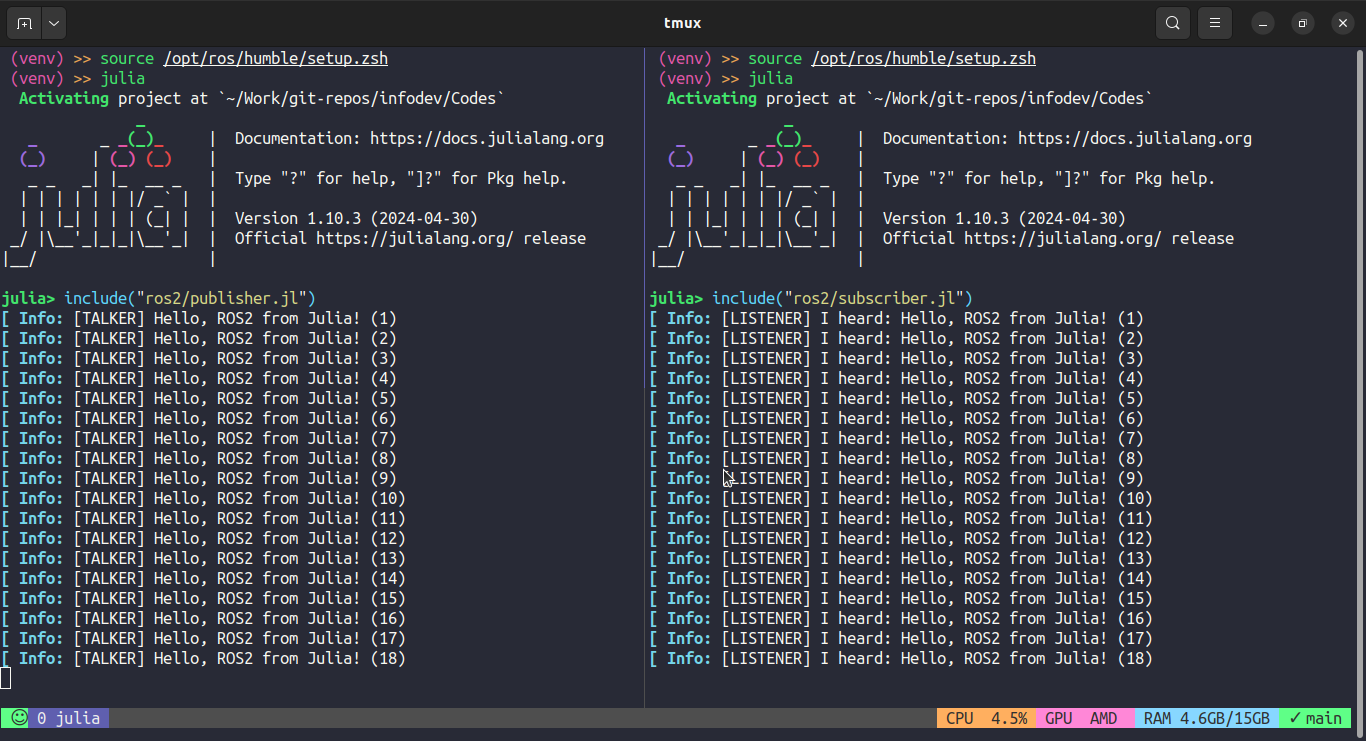 tmux
(venv) >> source /opt/ros/humble/setup.zsh
(venv) >> julia
Activating project at `~/Work/git-repos/infodev/Codes`
Documentation: https://docs.julialang.org
Type "?" for help, "]?" for Pkg help.
Version 1.10.3 (2024-04-30)
Official https://julialang.org/ release
julia> include("ros2/publisher.jl")
[ Info: [TALKER] Hello, ROS2 from Julia! (1)
[ Info: [TALKER] Hello, ROS2 from Julia! (2)
[ Info: [TALKER] Hello, ROS2 from Julia! (3)
[ Info: [TALKER] Hello, ROS2 from Julia! (4)
[ Info: [TALKER] Hello, ROS2 from Julia! (5)
[ Info: [TALKER] Hello, ROS2 from Julia! (6)
[ Info: [TALKER] Hello, ROS2 from Julia! (7)
[ Info: [TALKER] Hello, ROS2 from Julia! (8)
[ Info: [TALKER] Hello, ROS2 from Julia! (9)
[ Info: [TALKER] Hello, ROS2 from Julia! (10)
[ Info: [TALKER] Hello, ROS2 from Julia! (11)
[ Info: [TALKER] Hello, ROS2 from Julia! (12)
[ Info: [TALKER] Hello, ROS2 from Julia! (13)
[ Info: [TALKER] Hello, ROS2 from Julia! (14)
[ Info: [TALKER] Hello, ROS2 from Julia! (15)
[ Info: [TALKER] Hello, ROS2 from Julia! (16)
[ Info: [TALKER] Hello, ROS2 from Julia! (17)
[ Info: [TALKER] Hello, ROS2 from Julia! (18)
(venv) >> source /opt/ros/humble/setup.zsh
(venv) >> julia
Activating project at `~/Work/git-repos/infodev/Codes`
Documentation: https://docs.julialang.org
Type "?" for help, "]?" for Pkg help.
Version 1.10.3 (2024-04-30)
Official https://julialang.org/ release
julia> include("ros2/subscriber.jl")
[ Info: [LISTENER] I heard: Hello, ROS2 from Julia! (1)
[ Info: [LISTENER] I heard: Hello, ROS2 from Julia! (2)
[ Info: [LISTENER] I heard: Hello, ROS2 from Julia! (3)
[ Info: [LISTENER] I heard: Hello, ROS2 from Julia! (4)
[ Info: [LISTENER] I heard: Hello, ROS2 from Julia! (5)
[ Info: [LISTENER] I heard: Hello, ROS2 from Julia! (6)
[ Info: [LISTENER] I heard: Hello, ROS2 from Julia! (7)
[ Info: [LISTENER] I heard: Hello, ROS2 from Julia! (8)
[ Info: [LISTENER] I heard: Hello, ROS2 from Julia! (9)
[ Info: [LISTENER] I heard: Hello, ROS2 from Julia! (10)
[ Info: [LISTENER] I heard: Hello, ROS2 from Julia! (11)
[ Info: [LISTENER] I heard: Hello, ROS2 from Julia! (12)
[ Info: [LISTENER] I heard: Hello, ROS2 from Julia! (13)
[ Info: [LISTENER] I heard: Hello, ROS2 from Julia! (14)
[ Info: [LISTENER] I heard: Hello, ROS2 from Julia! (15)
[ Info: [LISTENER] I heard: Hello, ROS2 from Julia! (16)
[ Info: [LISTENER] I heard: Hello, ROS2 from Julia! (17)
[ Info: [LISTENER] I heard: Hello, ROS2 from Julia! (18)
☺ 0 julia CPU 4.5% GPU AMD RAM 4.6GB/15GB ✓ main